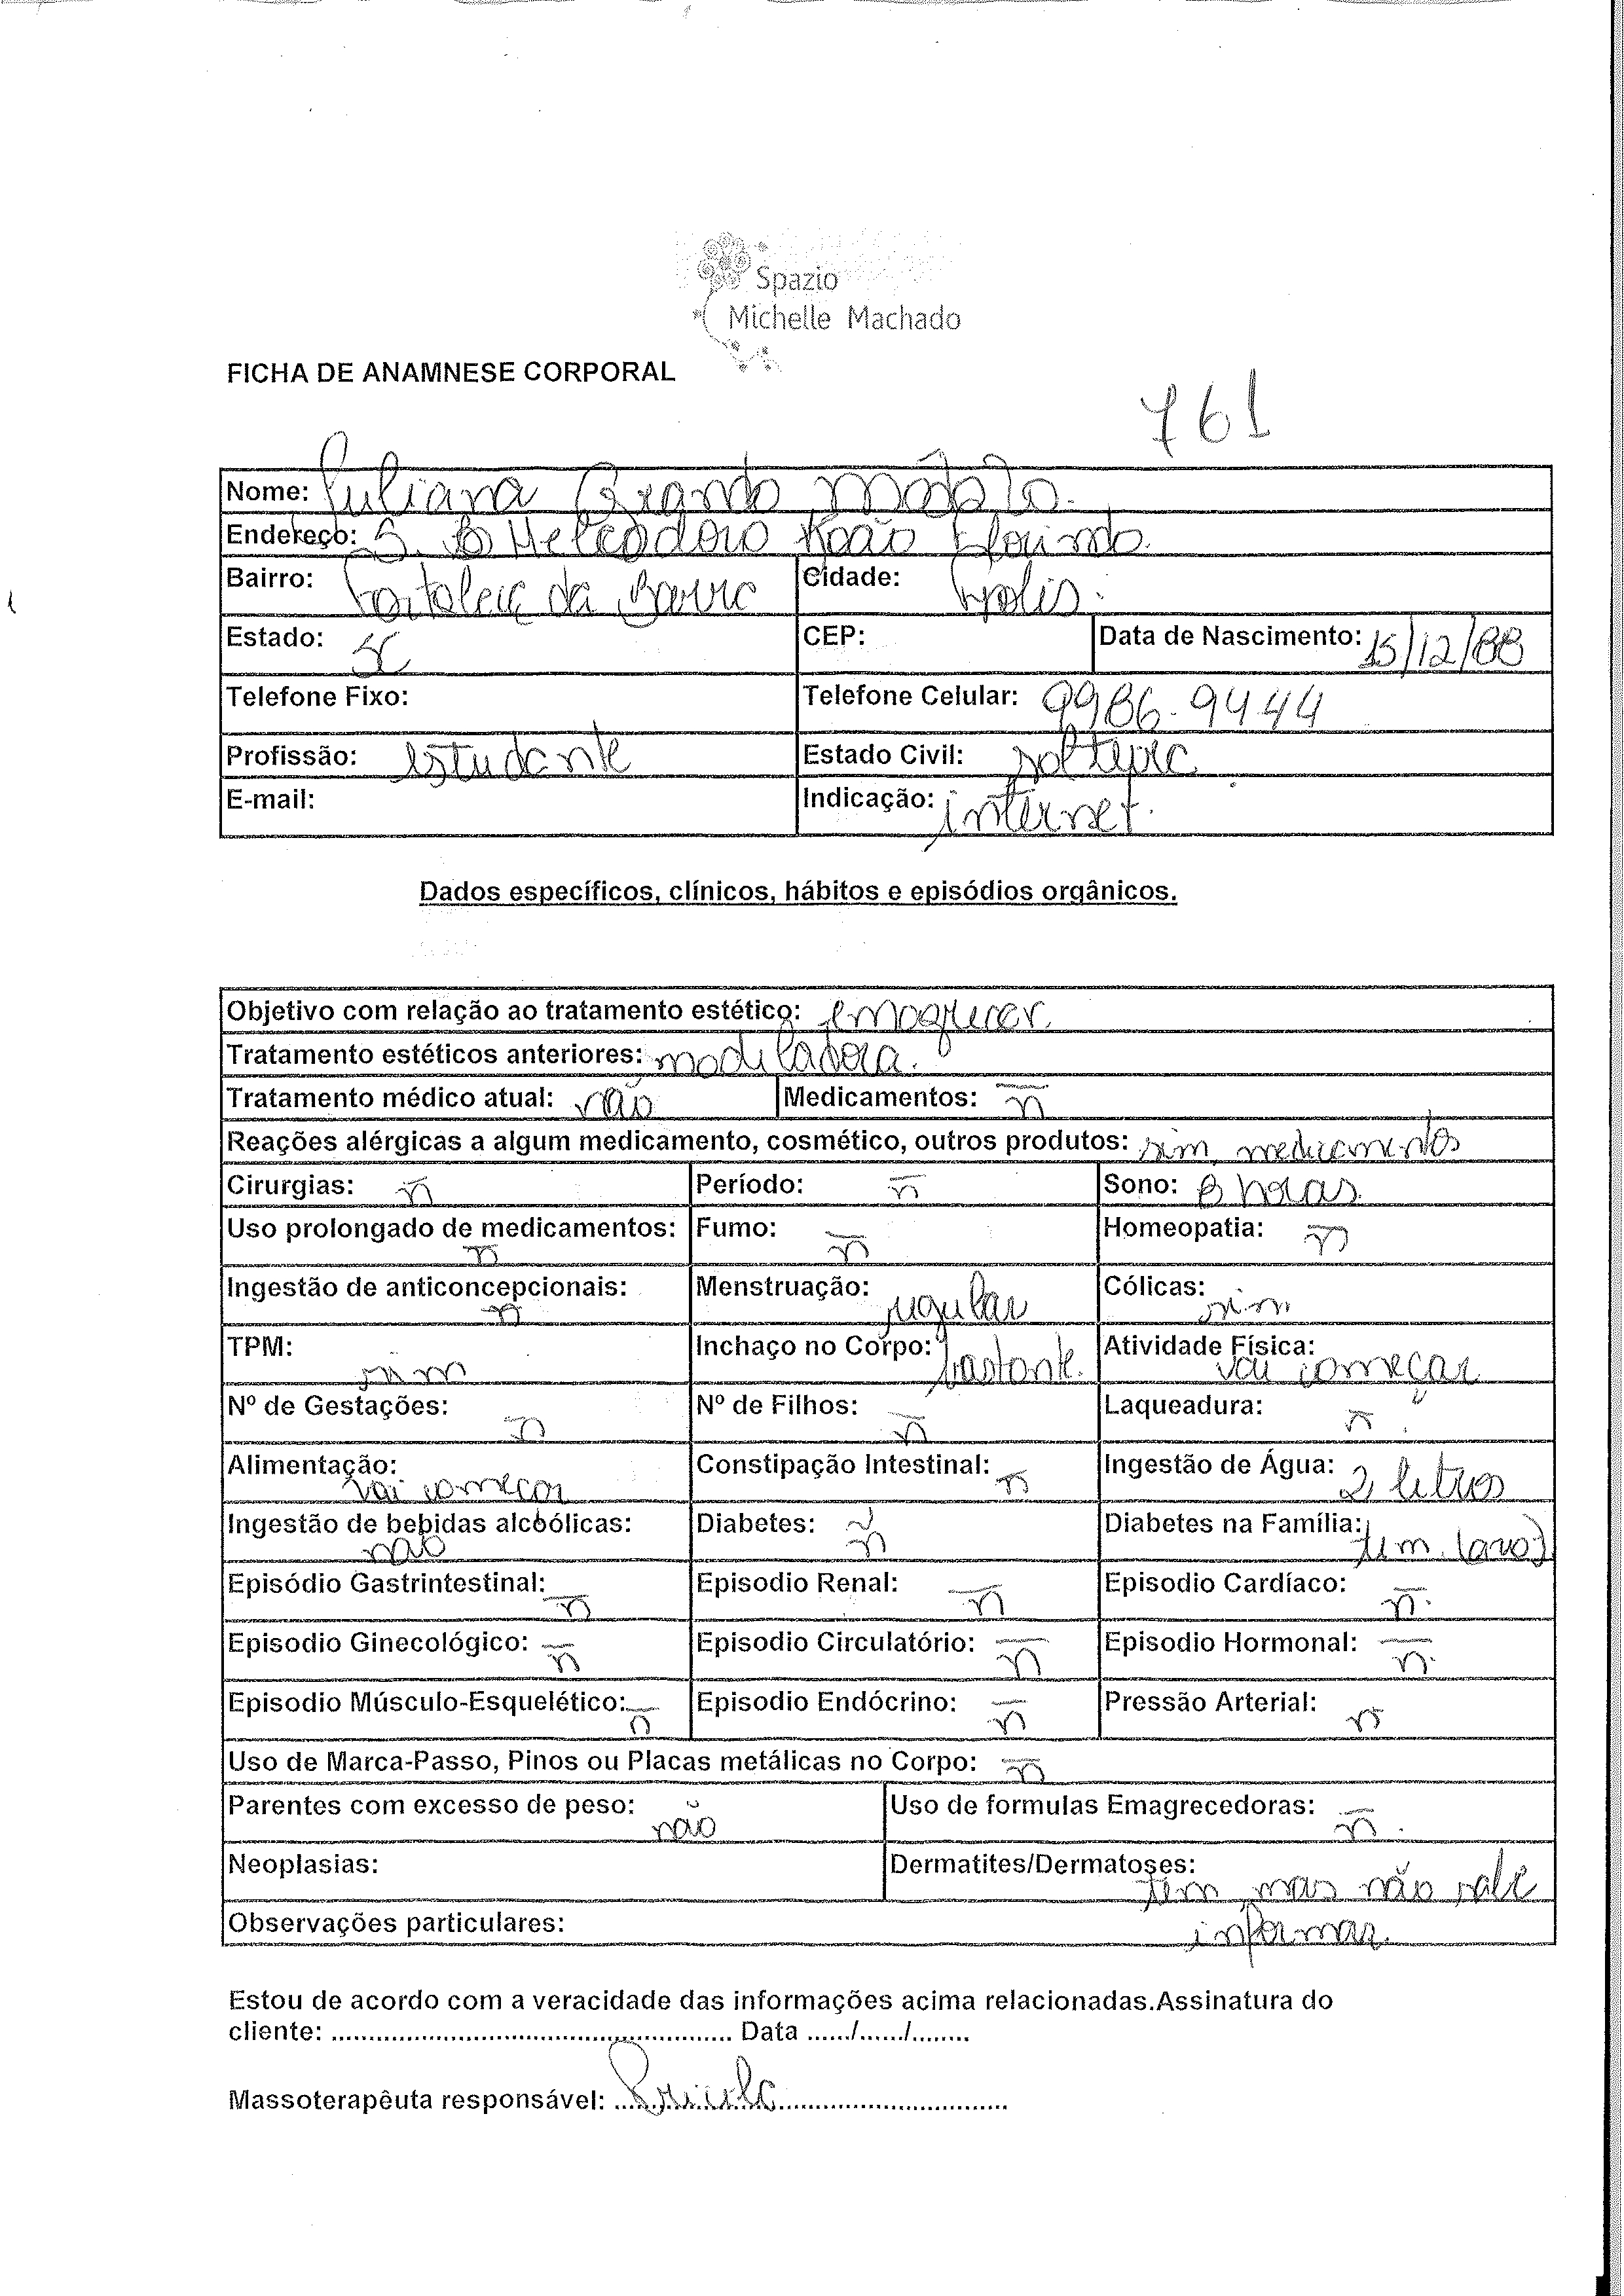 Spazio
Michelle Machado
FICHA DE ANAMNESE CORPORAL
761
Nome: Juliana
Endereço: S. João
Bairro: Fortaleza da Barra Cidade: Fpolis.
Estado: SC CEP: Data de Nascimento: 15/12/88
Telefone Fixo: Telefone Celular: 9986-9444
Profissão: estudante Estado Civil: solteira
E-mail: Indicação: internet.
Dados específicos, clínicos, hábitos e episódios orgânicos.
Objetivo com relação ao tratamento estético: emagrecer.
Tratamento estéticos anteriores: modeladora.
Tratamento médico atual: não Medicamentos: ñ
Reações alérgicas a algum medicamento, cosmético, outros produtos: sim, medicamentos
Cirurgias: ñ Período: ñ Sono: 8 horas.
Uso prolongado de medicamentos: ñ Fumo: ñ Homeopatia: ñ
Ingestão de anticoncepcionais: ñ Menstruação: regular Cólicas: sim
TPM: sim Inchaço no Corpo: bastante. Atividade Física: vai começar
Nº de Gestações: ñ Nº de Filhos: ñ Laqueadura: ñ
Alimentação: vai começar Constipação Intestinal: ñ Ingestão de Água: 2 litros
Ingestão de bebidas alcoólicas: não Diabetes: ñ Diabetes na Família: tem. (avó)
Episódio Gastrintestinal: ñ Episodio Renal: ñ Episodio Cardíaco: ñ.
Episodio Ginecológico: ñ Episodio Circulatório: ñ Episodio Hormonal: ñ.
Episodio Músculo-Esquelético: ñ Episodio Endócrino: ñ Pressão Arterial: ñ
Uso de Marca-Passo, Pinos ou Placas metálicas no Corpo: ñ
Parentes com excesso de peso: não Uso de formulas Emagrecedoras: ñ.
Neoplasias: Dermatites/Dermatoses: tem, mas não sabe
Observações particulares: informar.
Estou de acordo com a veracidade das informações acima relacionadas.Assinatura do
cliente: ........................................................ Data ....../....../........
Massoterapêuta responsável: Priscila